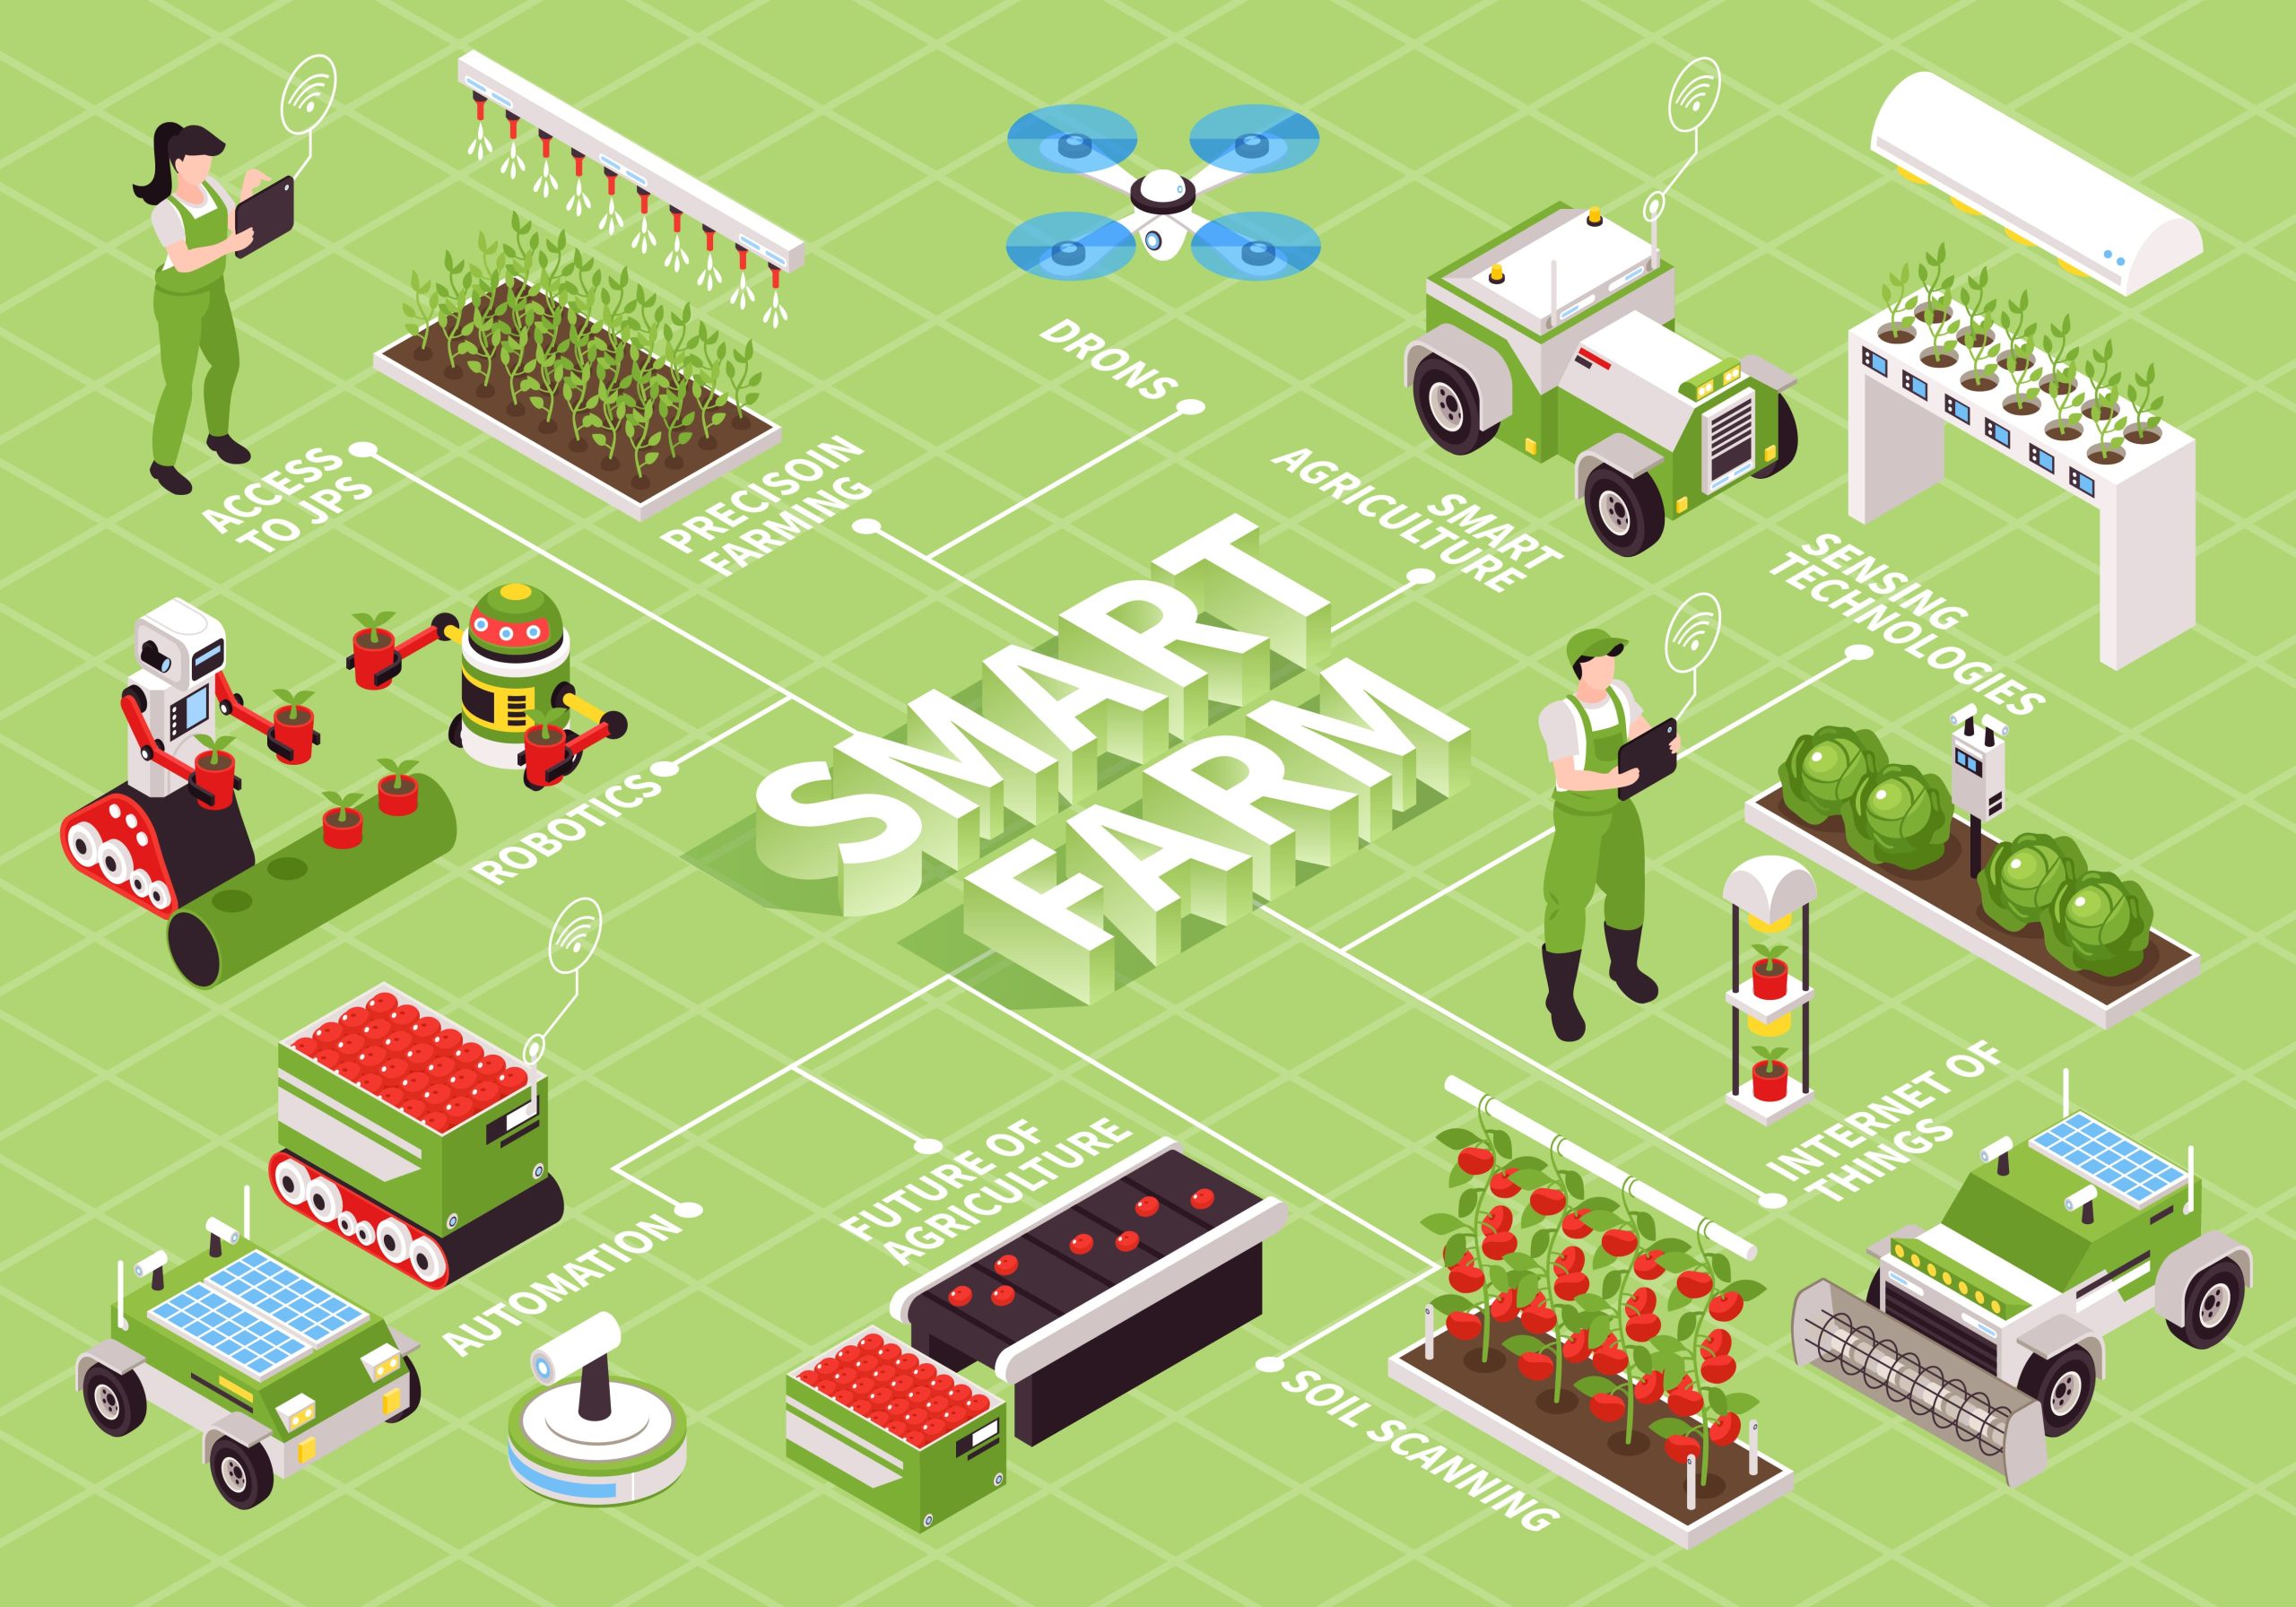 ACCESS
TO JPS
PRECISOIN
FARMING
DRONS
SMART
AGRICULTURE
SENSING
TECHNOLOGIES
SMART
FARM
ROBOTICS
INTERNET OF
THINGS
AUTOMATION
FUTURE OF
AGRICULTURE
SOIL SCANNING